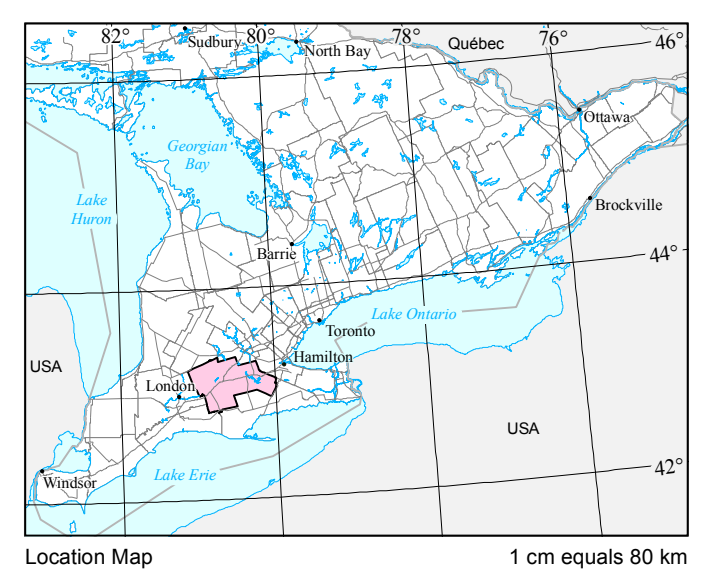 82° 80° 78° 76° 46°
Sudbury
North Bay
Québec
Ottawa
Georgian
Bay
Lake
Huron
Brockville
Barrie
44°
Lake Ontario
Toronto
Hamilton
USA
London
USA
42°
Lake Erie
Windsor
Location Map 1 cm equals 80 km